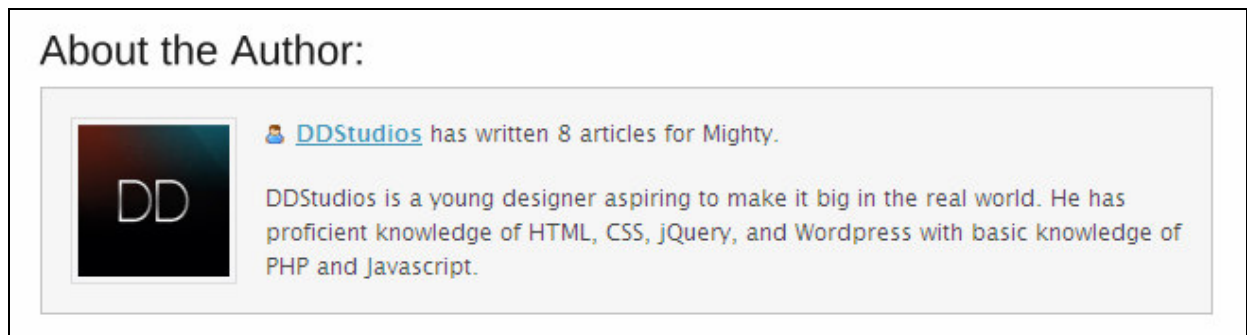 About the Author:
DD
DDStudios has written 8 articles for Mighty.
DDStudios is a young designer aspiring to make it big in the real world. He has
proficient knowledge of HTML, CSS, jQuery, and Wordpress with basic knowledge of
PHP and Javascript.